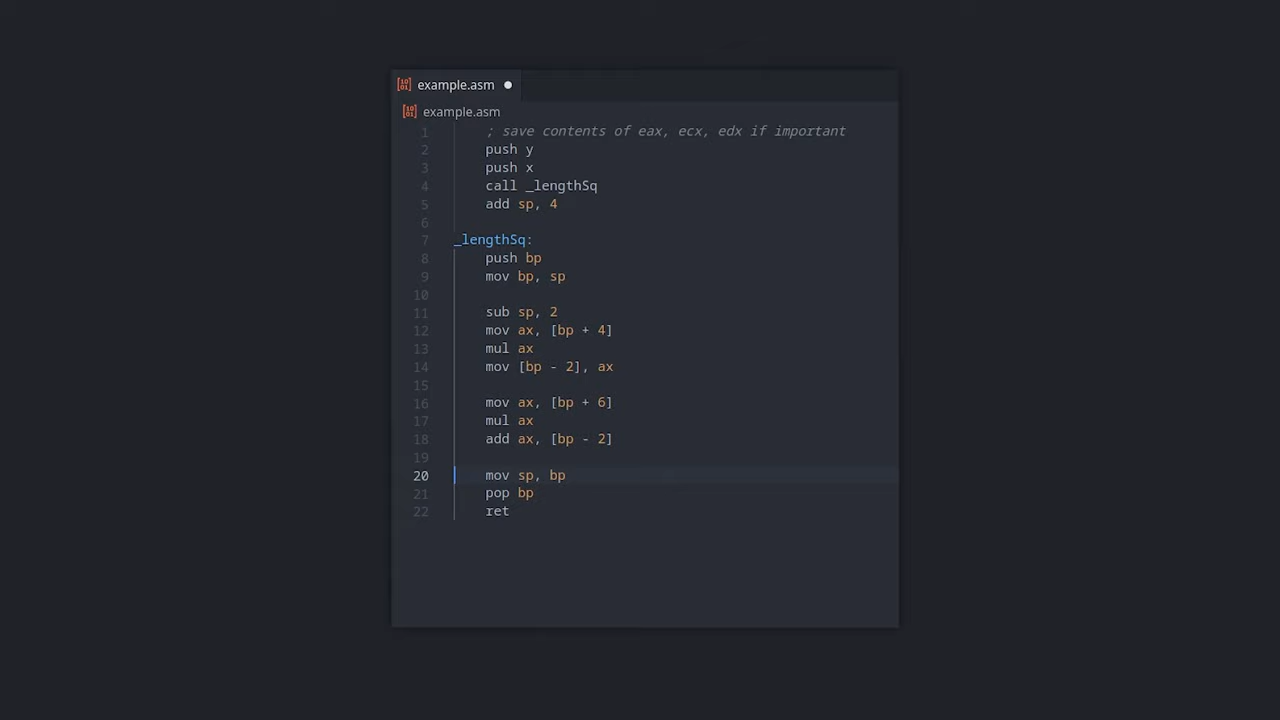 example.asm
example.asm
1 ; save contents of eax, ecx, edx if important
2 push y
3 push x
4 call _lengthSq
5 add sp, 4
6
7 _lengthSq:
8 push bp
9 mov bp, sp
10
11 sub sp, 2
12 mov ax, [bp + 4]
13 mul ax
14 mov [bp - 2], ax
15
16 mov ax, [bp + 6]
17 mul ax
18 add ax, [bp - 2]
19
20 mov sp, bp
21 pop bp
22 ret